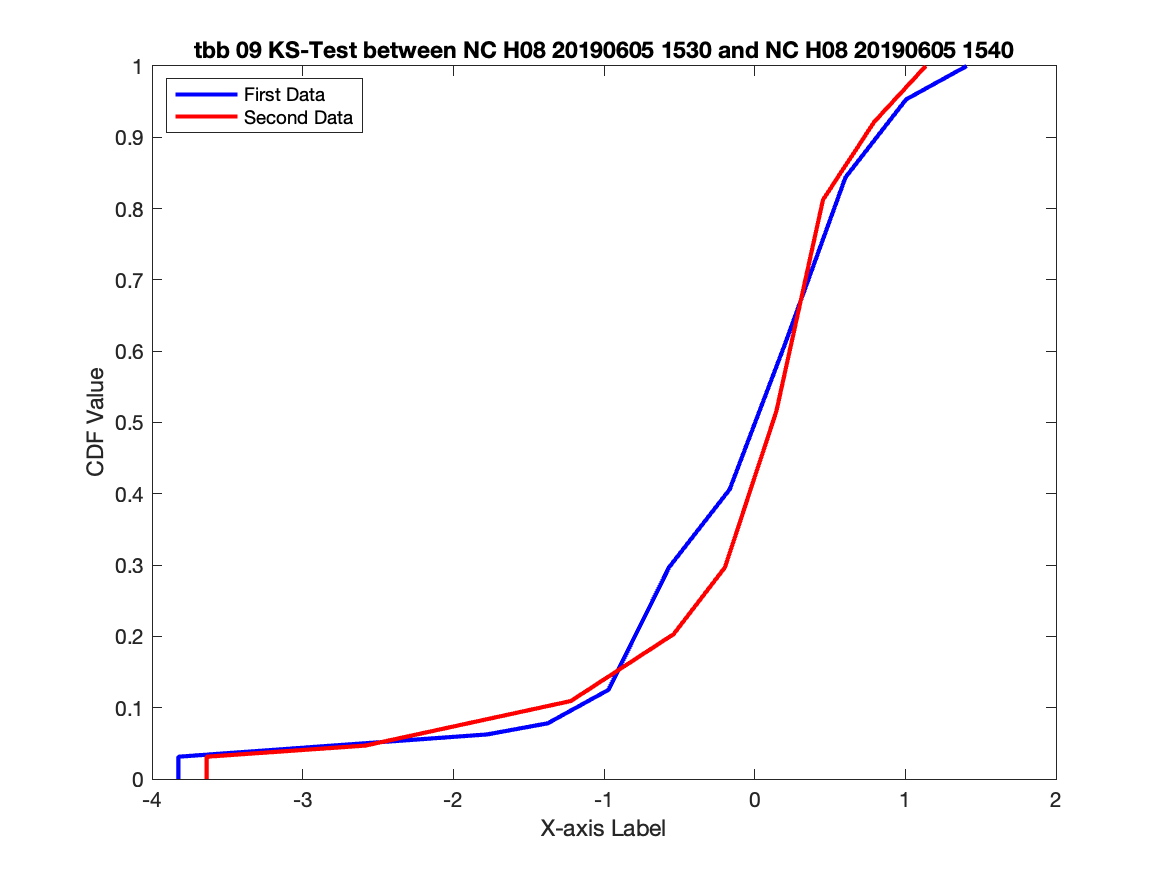 tbb 09 KS-Test between NC H08 20190605 1530 and NC H08 20190605 1540
First Data
Second Data
1
0.9
0.8
0.7
0.6
0.5
0.4
0.3
0.2
0.1
0
CDF Value
-4 -3 -2 -1 0 1 2
X-axis Label